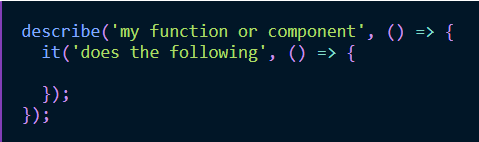 describe('my function or component', () => {
  it('does the following', () => {

  });
});